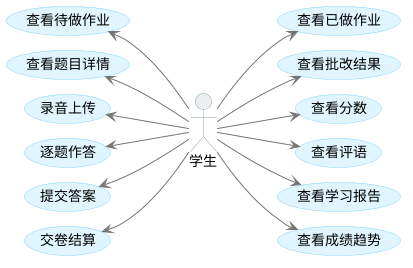 查看待做作业
查看题目详情
录音上传
逐题作答
提交答案
交卷结算
学生
查看已做作业
查看批改结果
查看分数
查看评语
查看学习报告
查看成绩趋势